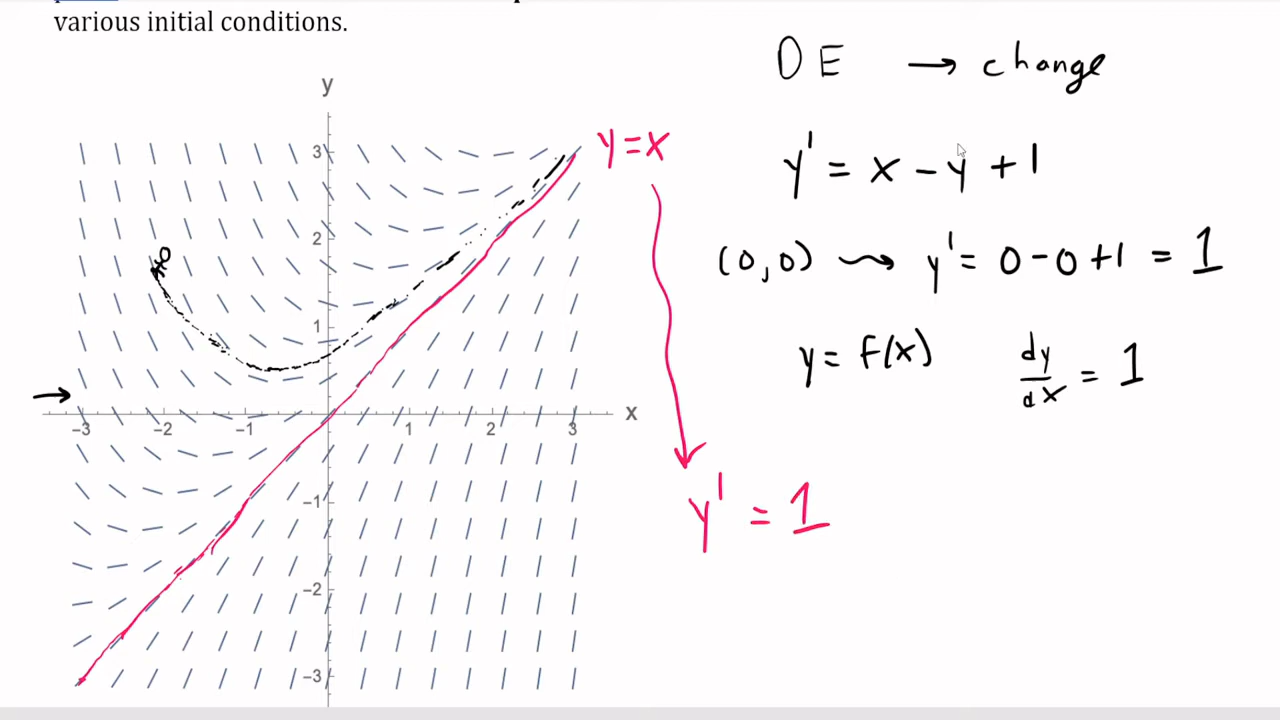 various initial conditions.
DE → change
y
y = x
y' = x - y + 1
(0,0) ⇝ y' = 0 - 0 + 1 = 1
y = f(x) dy/dx = 1
3
2
1
-3 -2 -1 1 2 3 x
-1
-2
-3
y' = 1